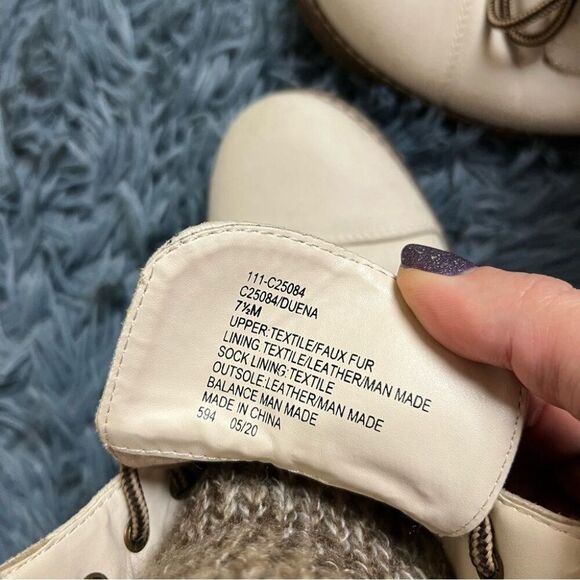 111-C25084
C25084/DUENA
7½M
UPPER:TEXTILE/FAUX FUR
LINING:TEXTILE/LEATHER/MAN MADE
SOCK LINING:TEXTILE
OUTSOLE:LEATHER/MAN MADE
BALANCE MAN MADE
MADE IN CHINA
594 05/20